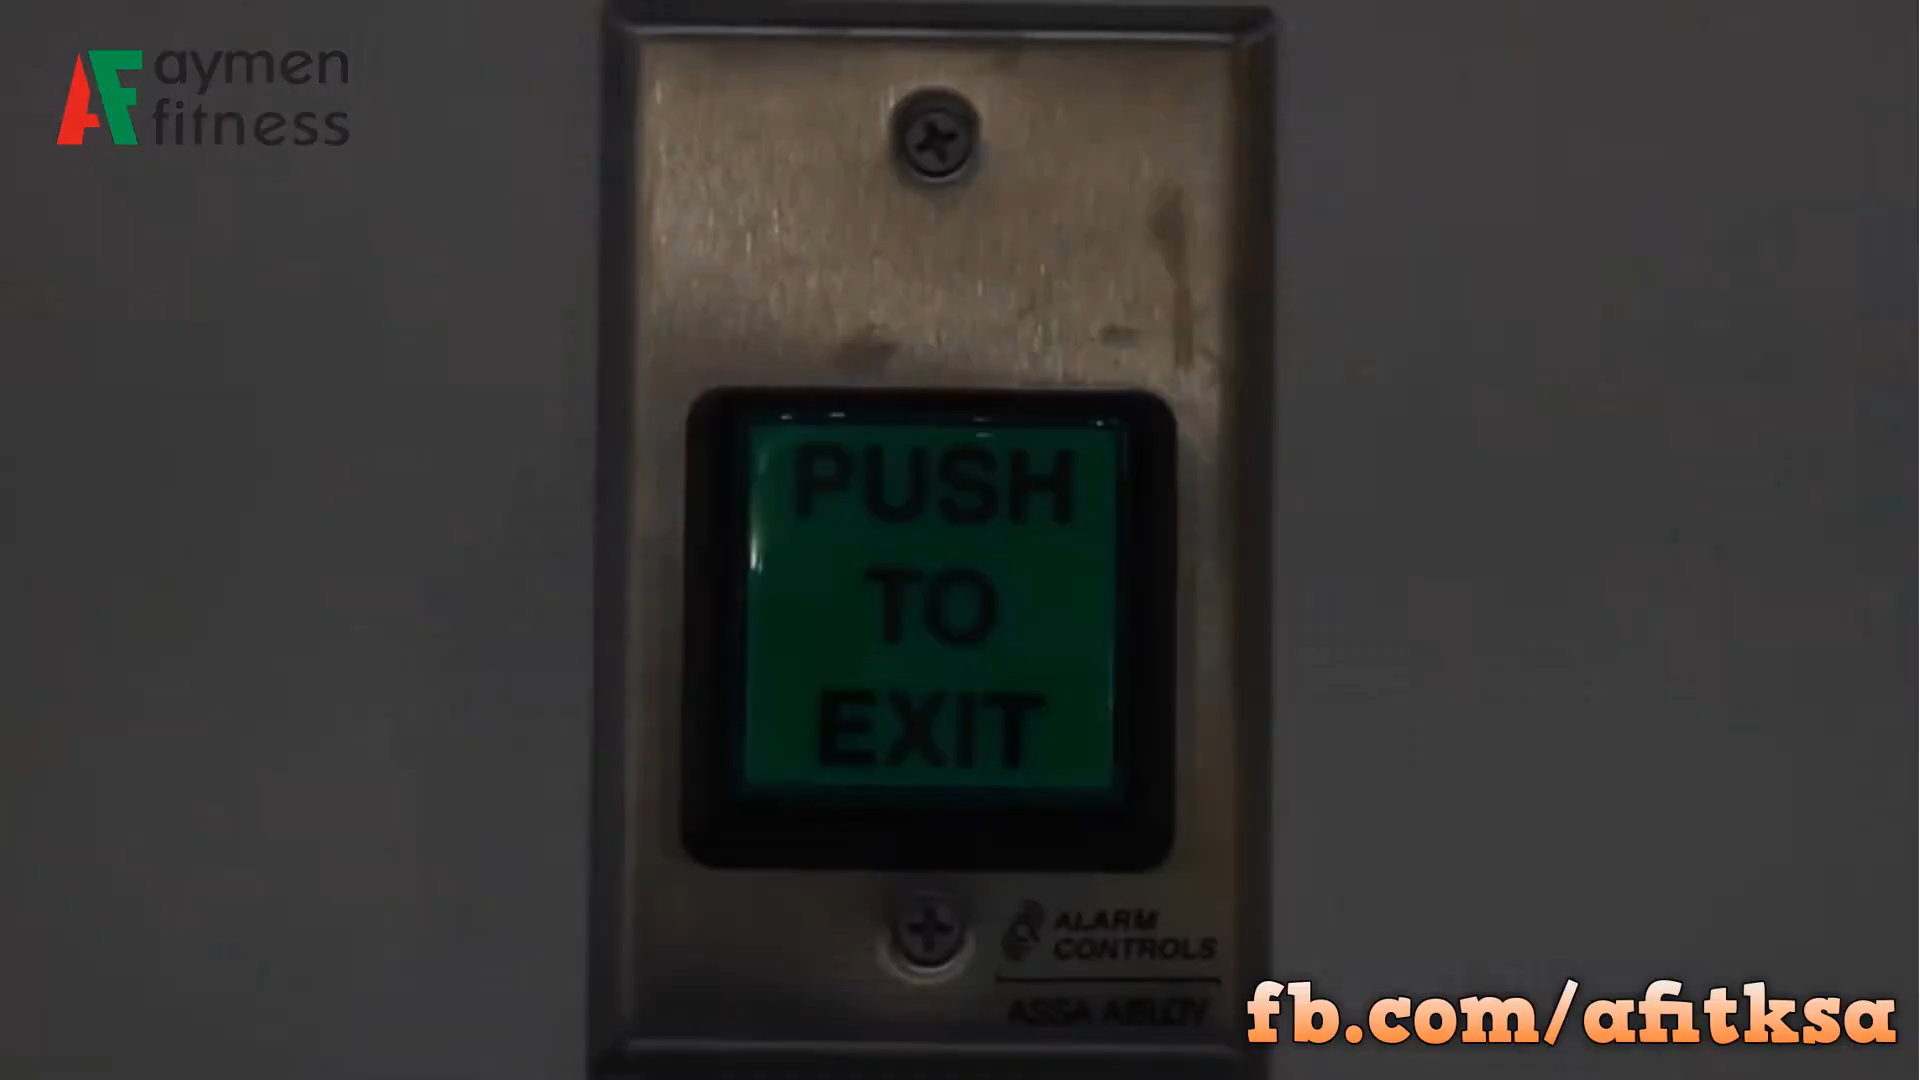 aymen
fitness
PUSH
TO
EXIT
ALARM
CONTROLS
ASSA ABLOY
fb.com/afitksa